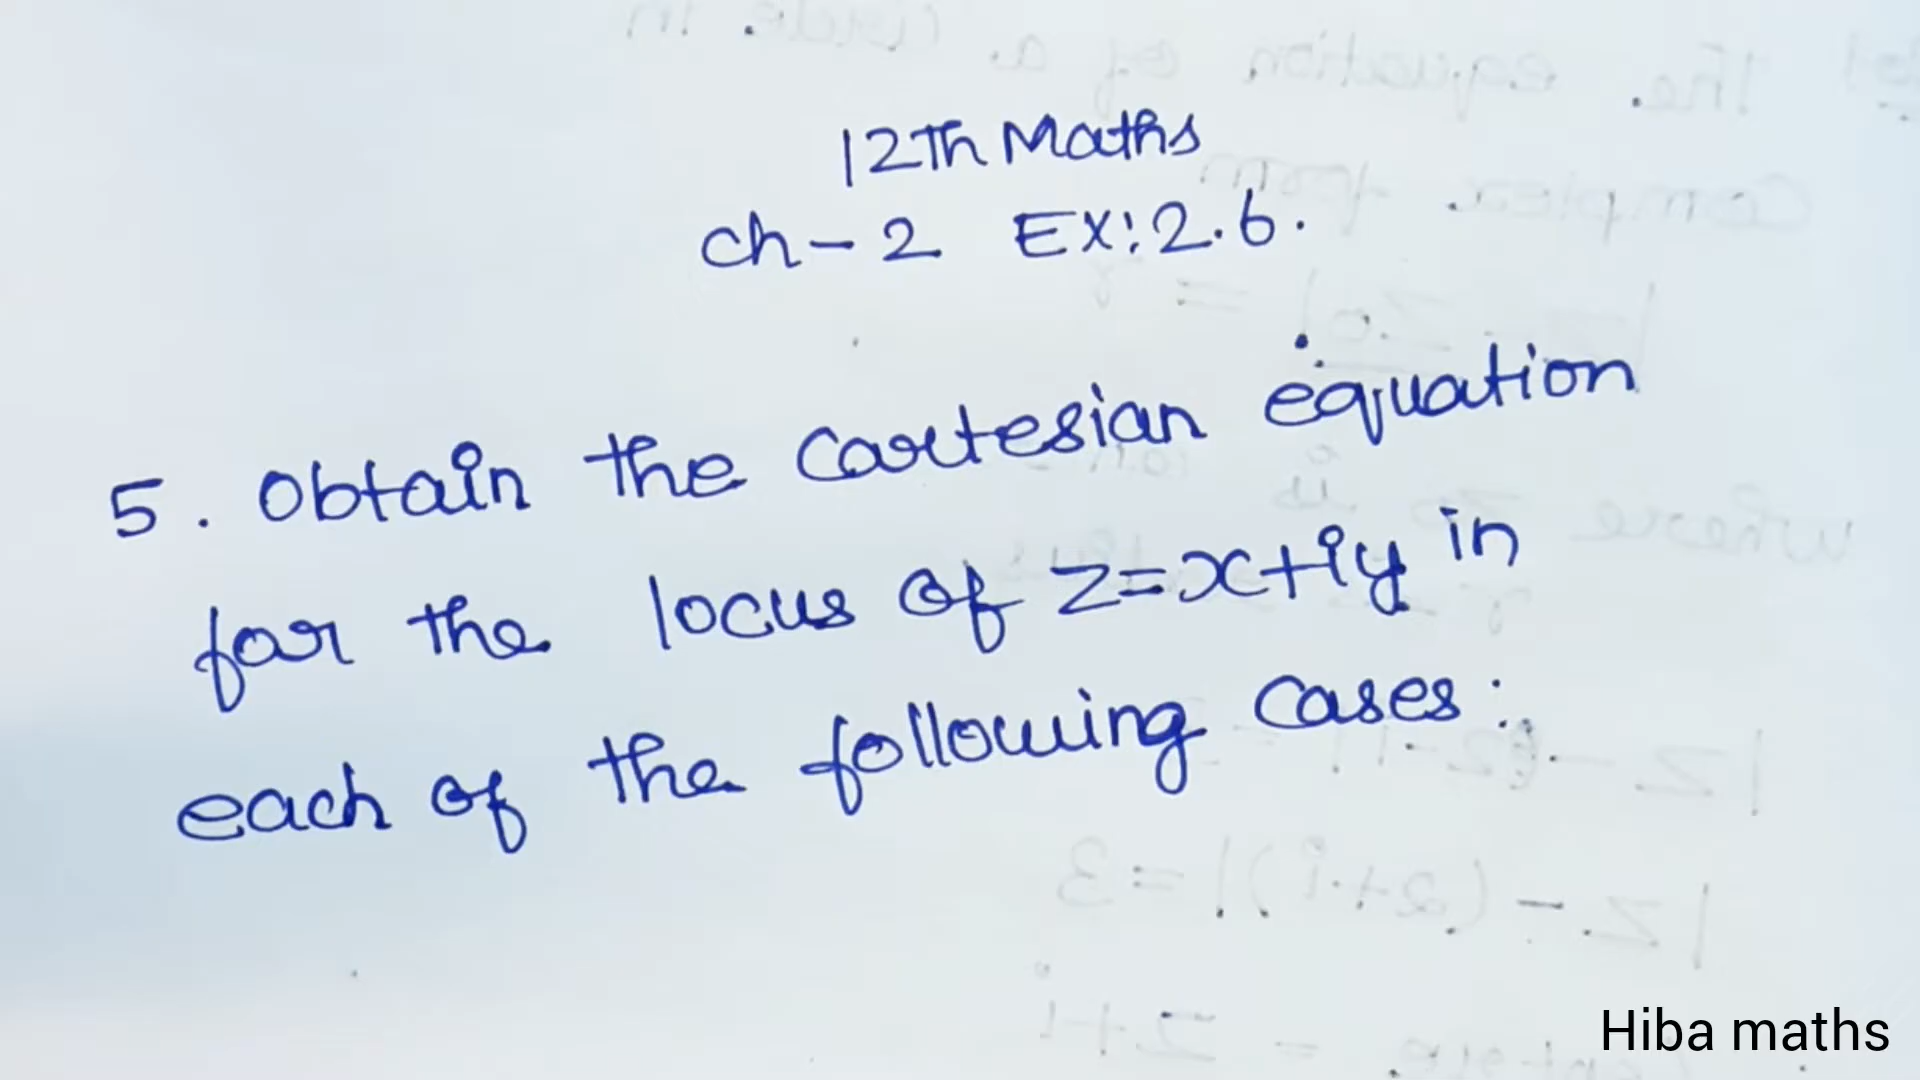 12Th Maths
Ch - 2 EX: 2.6.
5. Obtain the Cartesian equation
for the locus of z=x+iy in
each of the following cases:
Hiba maths